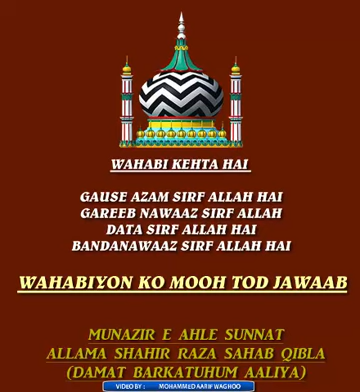 WAHABI KEHTA HAI
GAUSE AZAM SIRF ALLAH HAI
GAREEB NAWAAZ SIRF ALLAH
DATA SIRF ALLAH HAI
BANDANAWAAZ SIRF ALLAH HAI
WAHABIYON KO MOOH TOD JAWAAB
MUNAZIR E AHLE SUNNAT
ALLAMA SHAHIR RAZA SAHAB QIBLA
(DAMAT BARKATUHUM AALIYA)
VIDEO BY : MOHAMMED AARIF WAGHOO